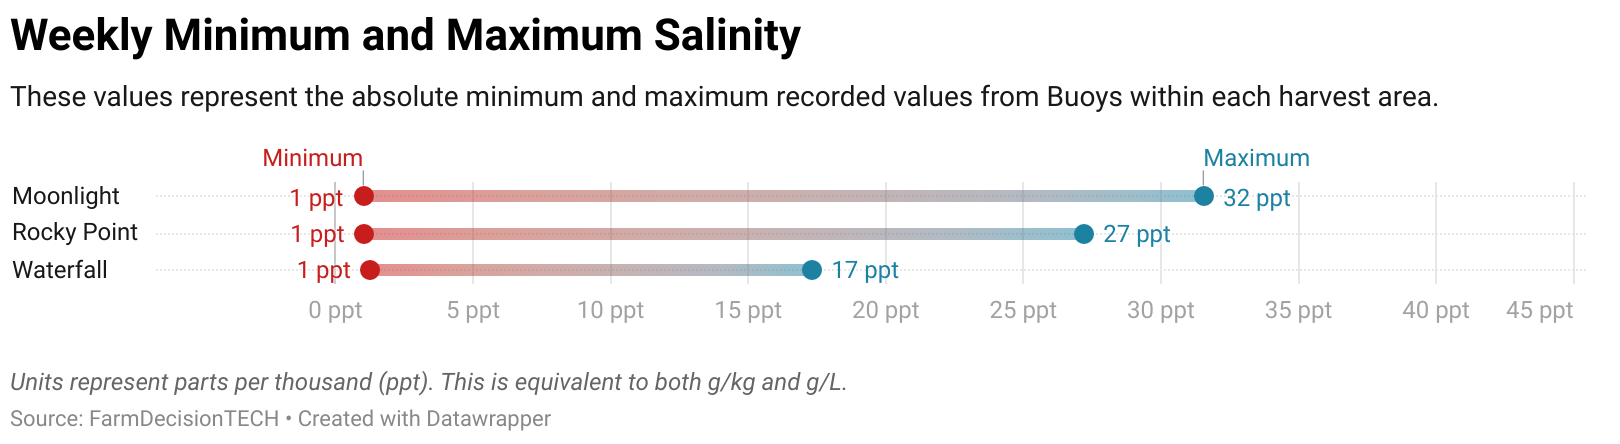 Weekly Minimum and Maximum Salinity
These values represent the absolute minimum and maximum recorded values from Buoys within each harvest area.
Minimum Maximum
Moonlight 1 ppt 32 ppt
Rocky Point 1 ppt 27 ppt
Waterfall 1 ppt 17 ppt
0 ppt 5 ppt 10 ppt 15 ppt 20 ppt 25 ppt 30 ppt 35 ppt 40 ppt 45 ppt
Units represent parts per thousand (ppt). This is equivalent to both g/kg and g/L.
Source: FarmDecisionTECH • Created with Datawrapper